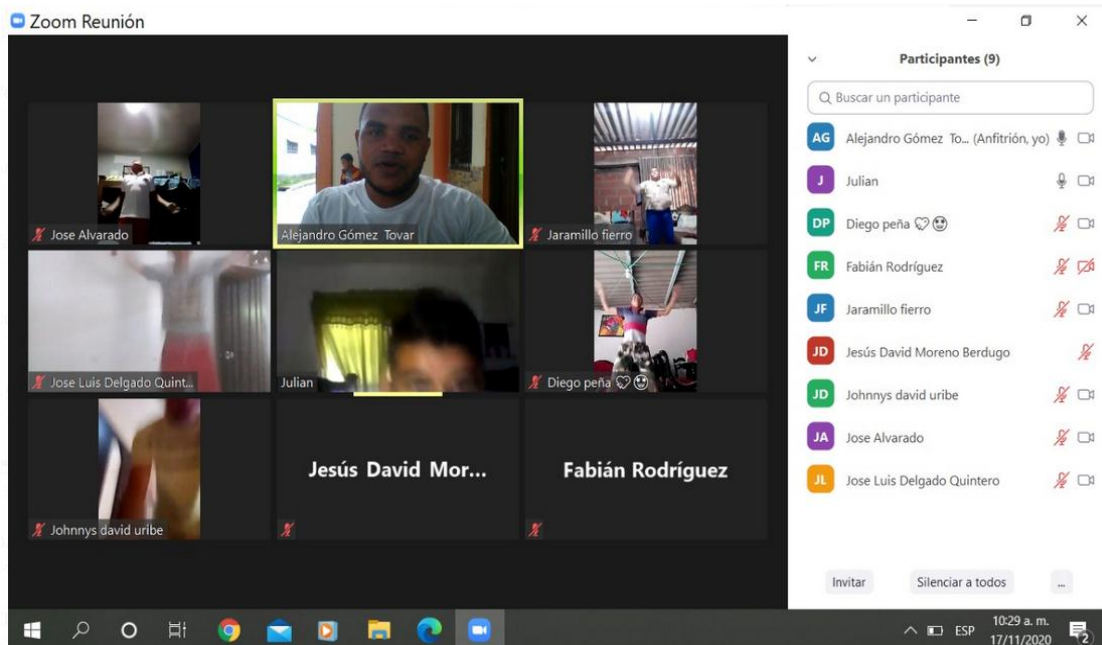 Zoom Reunión
Participantes (9)
Buscar un participante
AG Alejandro Gómez To... (Anfitrión, yo)
J Julian
DP Diego peña
FR Fabián Rodríguez
JF Jaramillo fierro
JD Jesús David Moreno Berdugo
JD Johnnys david uribe
JA Jose Alvarado
JL Jose Luis Delgado Quintero
Invitar Silenciar a todos ...
Jose Alvarado
Alejandro Gómez Tovar
Jaramillo fierro
Jose Luis Delgado Quint...
Julian
Diego peña
Johnnys david uribe
Jesús David Mor...
Fabián Rodríguez
ESP
10:29 a. m.
17/11/2020
2